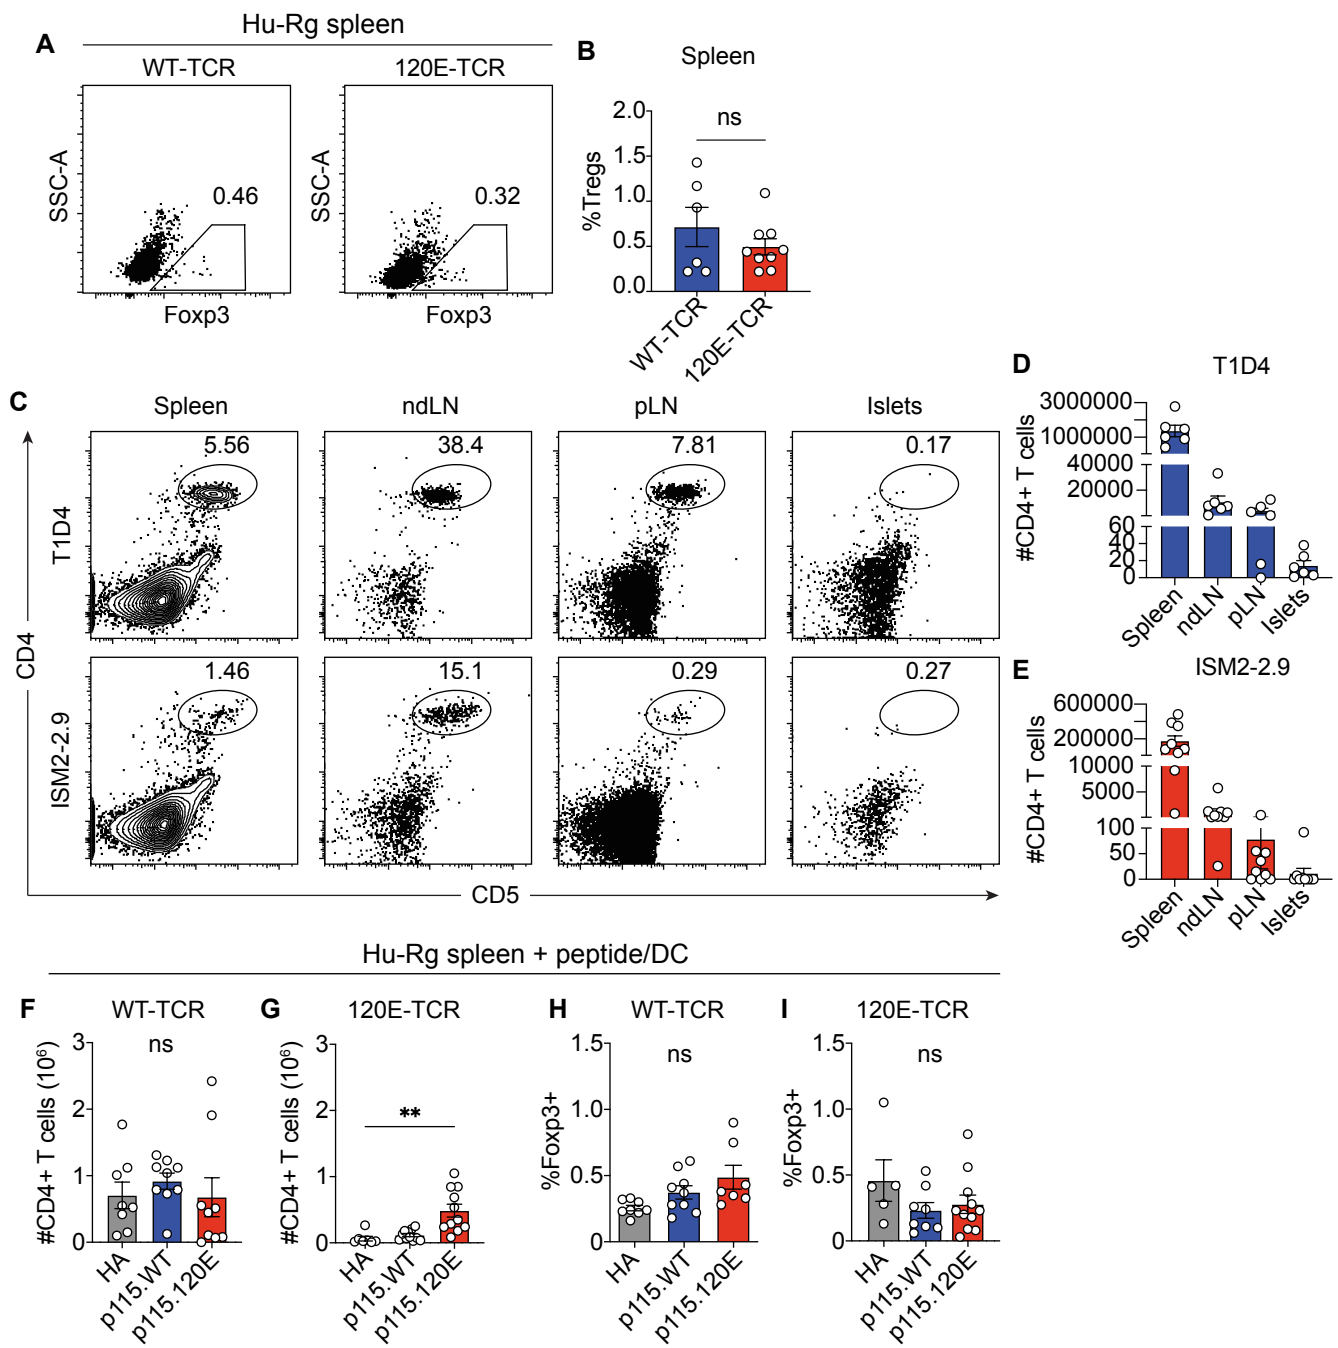 Hu-Rg spleen
A
WT-TCR
120E-TCR
SSC-A
0.46
Foxp3
SSC-A
0.32
Foxp3
B
Spleen
ns
%Tregs
2.0
1.5
1.0
0.5
0.0
WT-TCR
120E-TCR
C
Spleen
ndLN
pLN
Islets
T1D4
5.56
38.4
7.81
0.17
ISM2-2.9
1.46
15.1
0.29
0.27
CD4
CD5
D
T1D4
#CD4+ T cells
3000000
1000000
40000
20000
60
40
20
0
Spleen
ndLN
pLN
Islets
E
ISM2-2.9
#CD4+ T cells
600000
200000
10000
5000
100
50
0
Spleen
ndLN
pLN
Islets
Hu-Rg spleen + peptide/DC
F
WT-TCR
ns
#CD4+ T cells (10⁶)
3
2
1
0
HA
p115.WT
p115.120E
G
120E-TCR
**
#CD4+ T cells (10⁶)
3
2
1
0
HA
p115.WT
p115.120E
H
WT-TCR
ns
%Foxp3+
1.5
1.0
0.5
0
HA
p115.WT
p115.120E
I
120E-TCR
ns
%Foxp3+
1.5
1.0
0.5
0
HA
p115.WT
p115.120E